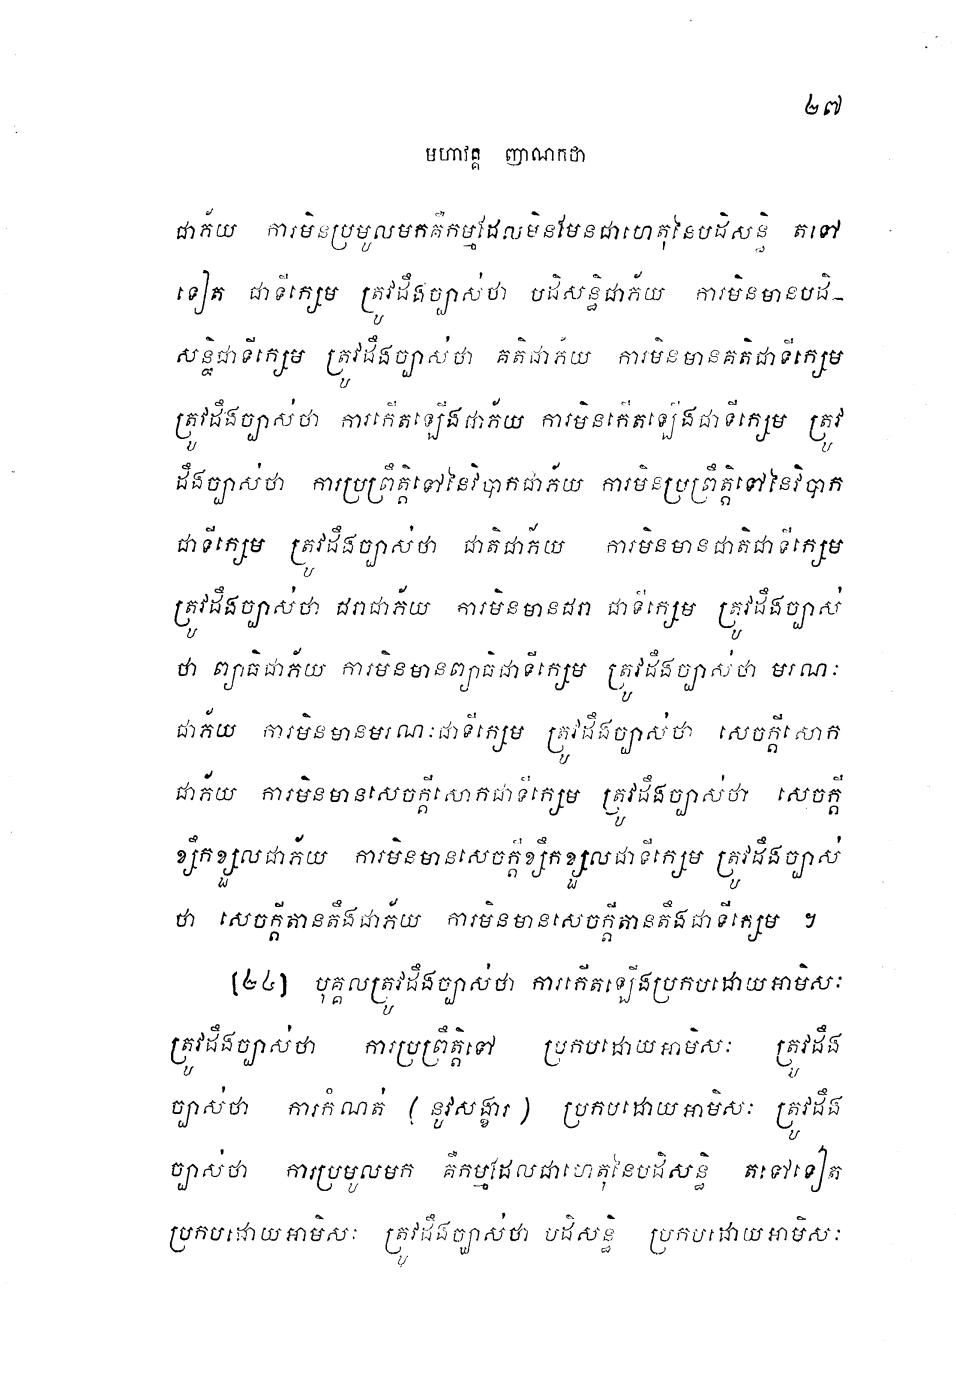 ២៧
មហាវគ្គ ញាណកថា
ជាភ័យ ការមិនប្រមូលមកគឺកម្មដែលមិនមែនជាហេតុនៃបដិសន្ធិ តទៅ
ទៀត ជាទីក្សេម ត្រូវដឹងច្បាស់ថា បដិសន្ធិជាភ័យ ការមិនមានបដិ-
សន្ធិជាទីក្សេម ត្រូវដឹងច្បាស់ថា គតិជាភ័យ ការមិនមានគតិជាទីក្សេម
ត្រូវដឹងច្បាស់ថា ការកើតឡើងជាភ័យ ការមិនកើតឡើងជាទីក្សេម ត្រូវ
ដឹងច្បាស់ថា ការប្រព្រឹត្តិទៅនៃវិបាកជាភ័យ ការមិនប្រព្រឹត្តិទៅនៃវិបាក
ជាទីក្សេម ត្រូវដឹងច្បាស់ថា ជាតិជាភ័យ ការមិនមានជាតិជាទីក្សេម
ត្រូវដឹងច្បាស់ថា ជរាជាភ័យ ការមិនមានជរា ជាទីក្សេម ត្រូវដឹងច្បាស់
ថា ព្យាធិជាភ័យ ការមិនមានព្យាធិជាទីក្សេម ត្រូវដឹងច្បាស់ថា មរណៈ
ជាភ័យ ការមិនមានមរណៈជាទីក្សេម ត្រូវដឹងច្បាស់ថា សេចក្តីសោក
ជាភ័យ ការមិនមានសេចក្តីសោកជាទីក្សេម ត្រូវដឹងច្បាស់ថា សេចក្តី
ខ្សឹកខ្សួលជាភ័យ ការមិនមានសេចក្តីខ្សឹកខ្សួលជាទីក្សេម ត្រូវដឹងច្បាស់
ថា សេចក្តីតានតឹងជាភ័យ ការមិនមានសេចក្តីតានតឹងជាទីក្សេម ។
[២៤] បុគ្គលត្រូវដឹងច្បាស់ថា ការកើតឡើងប្រកបដោយអាមិសៈ
ត្រូវដឹងច្បាស់ថា ការប្រព្រឹត្តិទៅ ប្រកបដោយអាមិសៈ ត្រូវដឹង
ច្បាស់ថា ការកំណត់ ( នូវសង្ខារ ) ប្រកបដោយអាមិសៈ ត្រូវដឹង
ច្បាស់ថា ការប្រមូលមក គឺកម្មដែលជាហេតុនៃបដិសន្ធិ តទៅទៀត
ប្រកបដោយអាមិសៈ ត្រូវដឹងច្បាស់ថា បដិសន្ធិ ប្រកបដោយអាមិសៈ